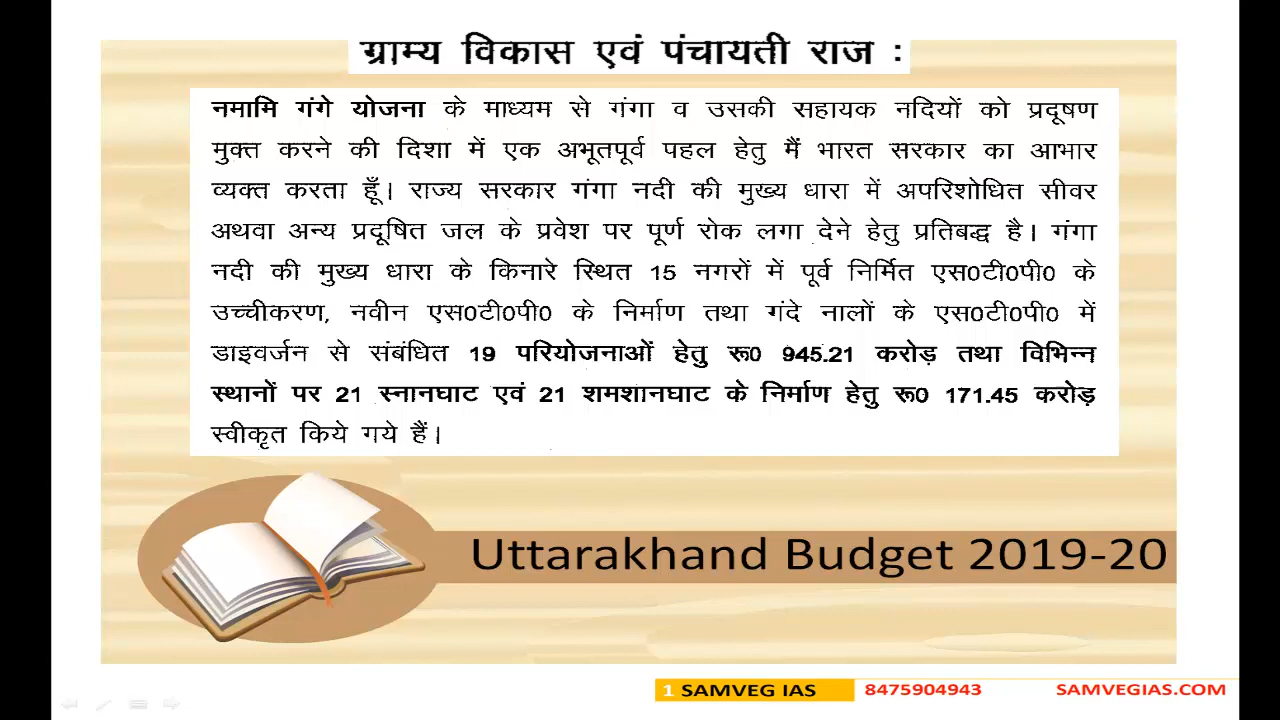 ग्राम्य विकास एवं पंचायती राज :
नमामि गंगे योजना के माध्यम से गंगा व उसकी सहायक नदियों को प्रदूषण
मुक्त करने की दिशा में एक अभूतपूर्व पहल हेतु मैं भारत सरकार का आभार
व्यक्त करता हूँ। राज्य सरकार गंगा नदी की मुख्य धारा में अपरिशोधित सीवर
अथवा अन्य प्रदूषित जल के प्रवेश पर पूर्ण रोक लगा देने हेतु प्रतिबद्ध है। गंगा
नदी की मुख्य धारा के किनारे स्थित 15 नगरों में पूर्व निर्मित एस0टी0पी0 के
उच्चीकरण, नवीन एस0टी0पी0 के निर्माण तथा गंदे नालों के एस0टी0पी0 में
डाइवर्जन से संबंधित 19 परियोजनाओं हेतु रू0 945.21 करोड़ तथा विभिन्न
स्थानों पर 21 स्नानघाट एवं 21 शमशानघाट के निर्माण हेतु रू0 171.45 करोड़
स्वीकृत किये गये हैं।
Uttarakhand Budget 2019-20
1 SAMVEG IAS 8475904943 SAMVEGIAS.COM